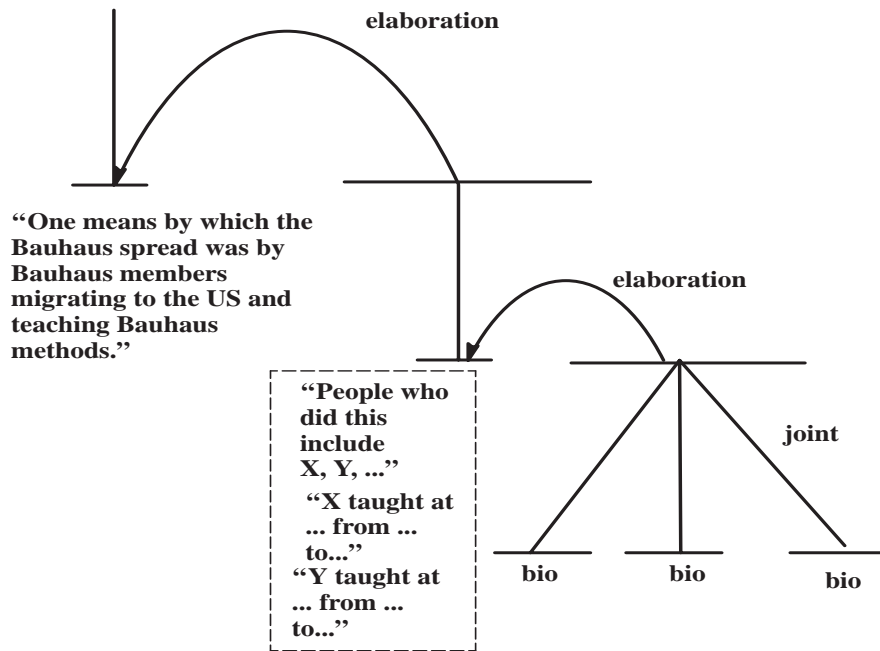 elaboration
“One means by which the
Bauhaus spread was by
Bauhaus members
migrating to the US and
teaching Bauhaus
methods.”
elaboration
“People who
did this
include
X, Y, ...”
“X taught at
... from ...
to...”
“Y taught at
... from ...
to...”
joint
bio
bio
bio